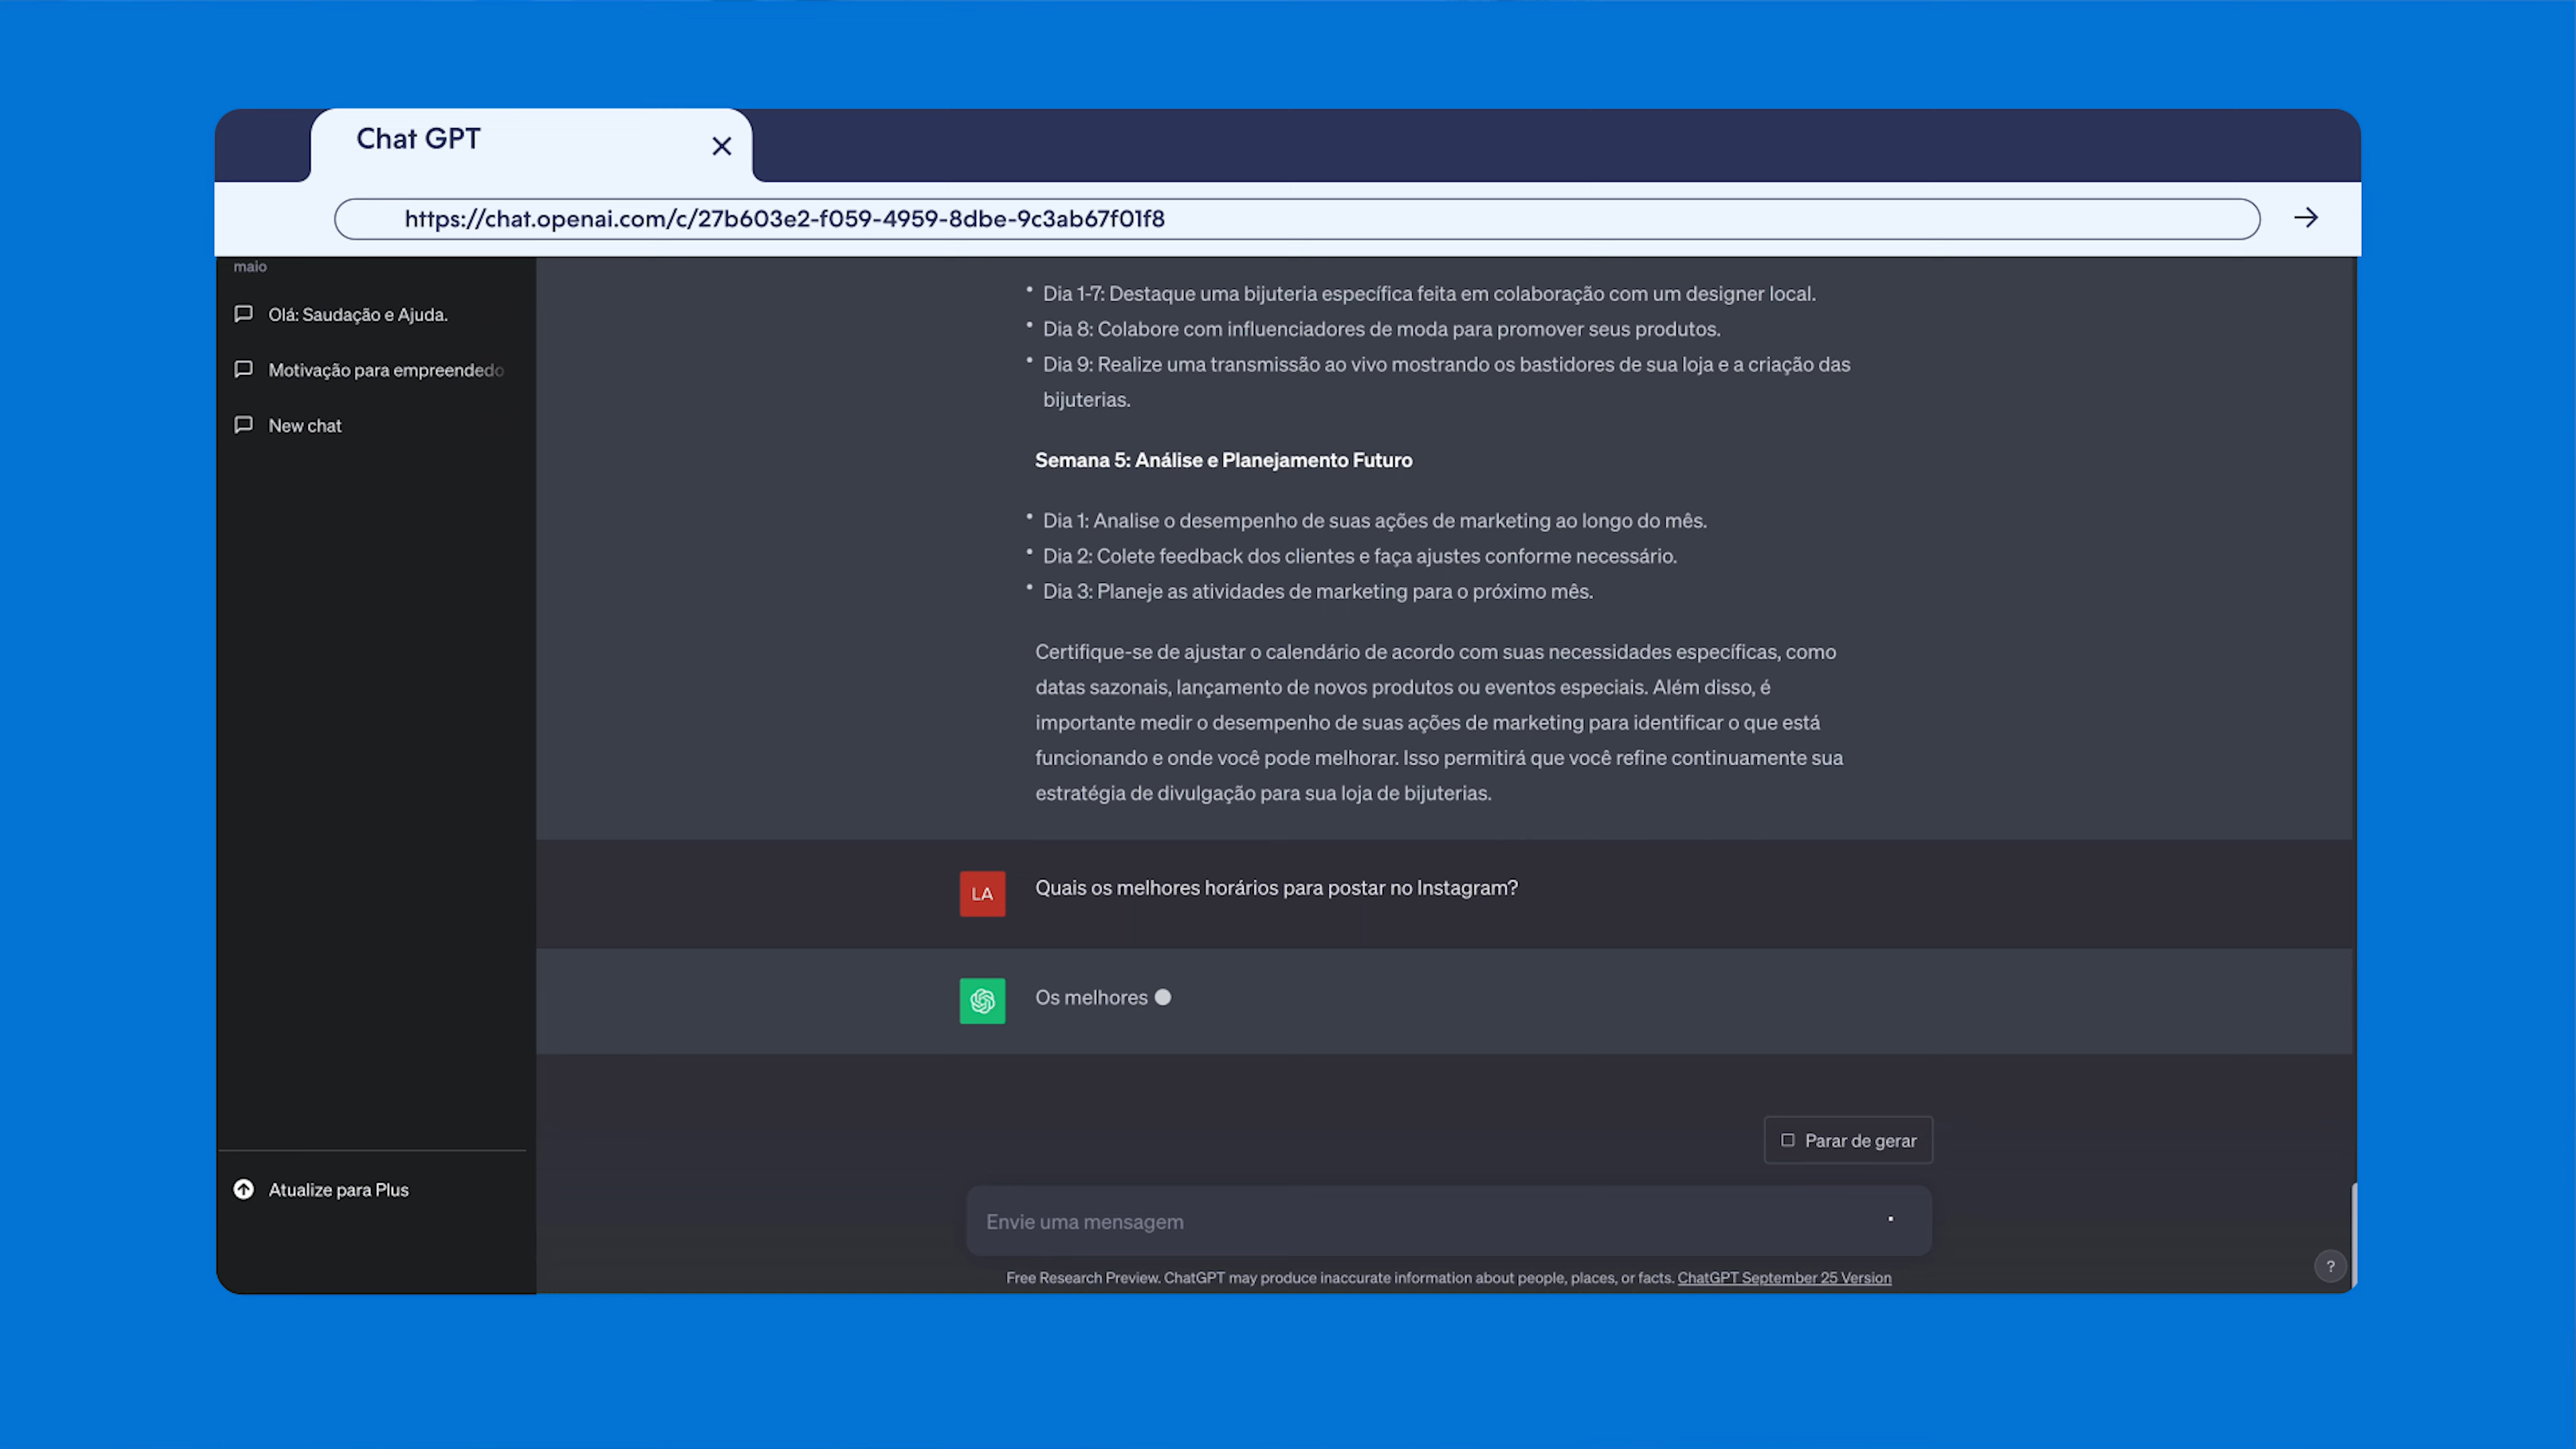 Chat GPT
https://chat.openai.com/c/27b603e2-f059-4959-8dbe-9c3ab67f01f8
maio
Olá: Saudação e Ajuda.
Motivação para empreendedo
New chat
Atualize para Plus
• Dia 1-7: Destaque uma bijuteria específica feita em colaboração com um designer local.
• Dia 8: Colabore com influenciadores de moda para promover seus produtos.
• Dia 9: Realize uma transmissão ao vivo mostrando os bastidores de sua loja e a criação das
bijuterias.
Semana 5: Análise e Planejamento Futuro
• Dia 1: Analise o desempenho de suas ações de marketing ao longo do mês.
• Dia 2: Colete feedback dos clientes e faça ajustes conforme necessário.
• Dia 3: Planeje as atividades de marketing para o próximo mês.
Certifique-se de ajustar o calendário de acordo com suas necessidades específicas, como
datas sazonais, lançamento de novos produtos ou eventos especiais. Além disso, é
importante medir o desempenho de suas ações de marketing para identificar o que está
funcionando e onde você pode melhorar. Isso permitirá que você refine continuamente sua
estratégia de divulgação para sua loja de bijuterias.
LA
Quais os melhores horários para postar no Instagram?
Os melhores
Parar de gerar
Envie uma mensagem
Free Research Preview. ChatGPT may produce inaccurate information about people, places, or facts. ChatGPT September 25 Version
?